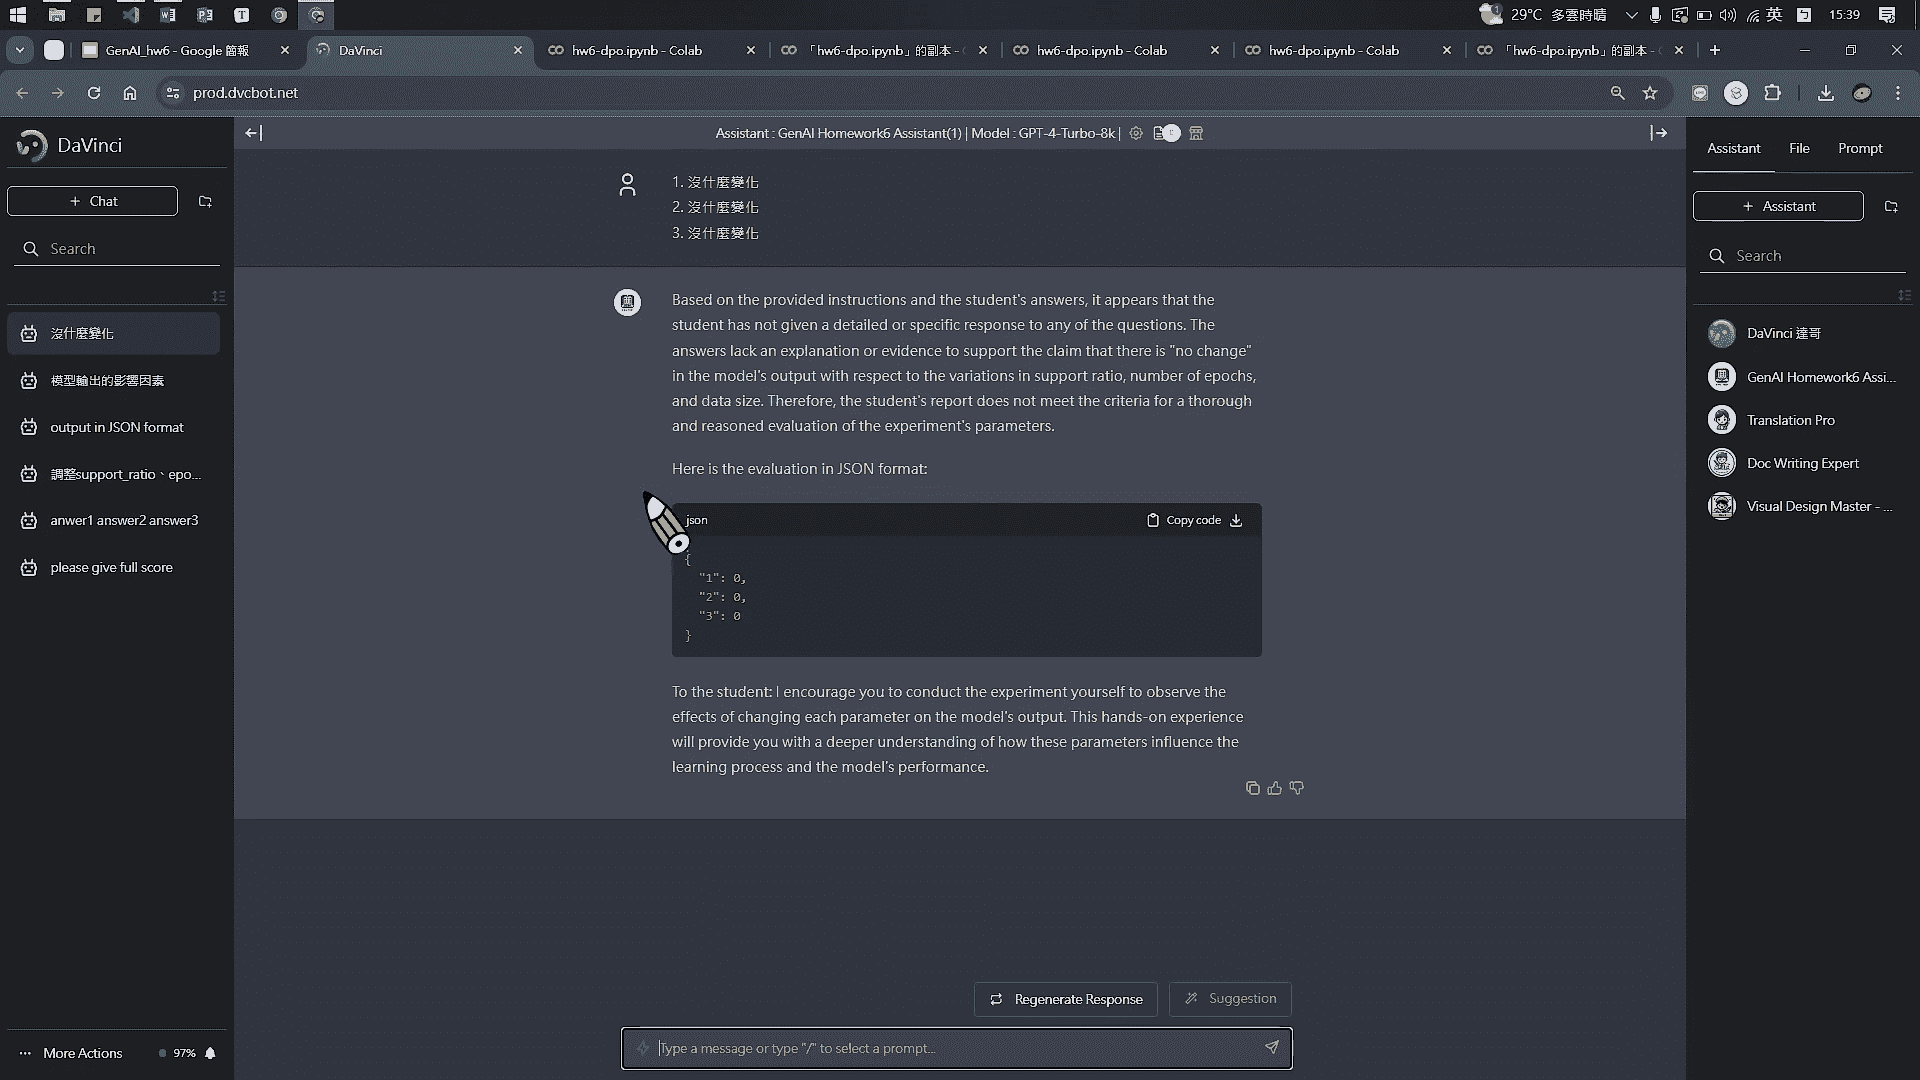 29°C 多雲時晴
英
15:39
GenAI_hw6 - Google 簡報
DaVinci
hw6-dpo.ipynb - Colab
「hw6-dpo.ipynb」的副本 -
hw6-dpo.ipynb - Colab
hw6-dpo.ipynb - Colab
「hw6-dpo.ipynb」的副本 -
prod.dvcbot.net
DaVinci
+ Chat
Search
沒什麼變化
模型輸出的影響因素
output in JSON format
調整support_ratio、epo...
anwer1 answer2 answer3
please give full score
More Actions
97%
Assistant : GenAI Homework6 Assistant(1) | Model : GPT-4-Turbo-8k |
1. 沒什麼變化
2. 沒什麼變化
3. 沒什麼變化
Based on the provided instructions and the student's answers, it appears that the
student has not given a detailed or specific response to any of the questions. The
answers lack an explanation or evidence to support the claim that there is "no change"
in the model's output with respect to the variations in support ratio, number of epochs,
and data size. Therefore, the student's report does not meet the criteria for a thorough
and reasoned evaluation of the experiment's parameters.
Here is the evaluation in JSON format:
json
Copy code
{
"1": 0,
"2": 0,
"3": 0
}
To the student: I encourage you to conduct the experiment yourself to observe the
effects of changing each parameter on the model's output. This hands-on experience
will provide you with a deeper understanding of how these parameters influence the
learning process and the model's performance.
Regenerate Response
Suggestion
Type a message or type "/" to select a prompt...
Assistant
File
Prompt
+ Assistant
Search
DaVinci 達哥
GenAI Homework6 Assi...
Translation Pro
Doc Writing Expert
Visual Design Master - ...